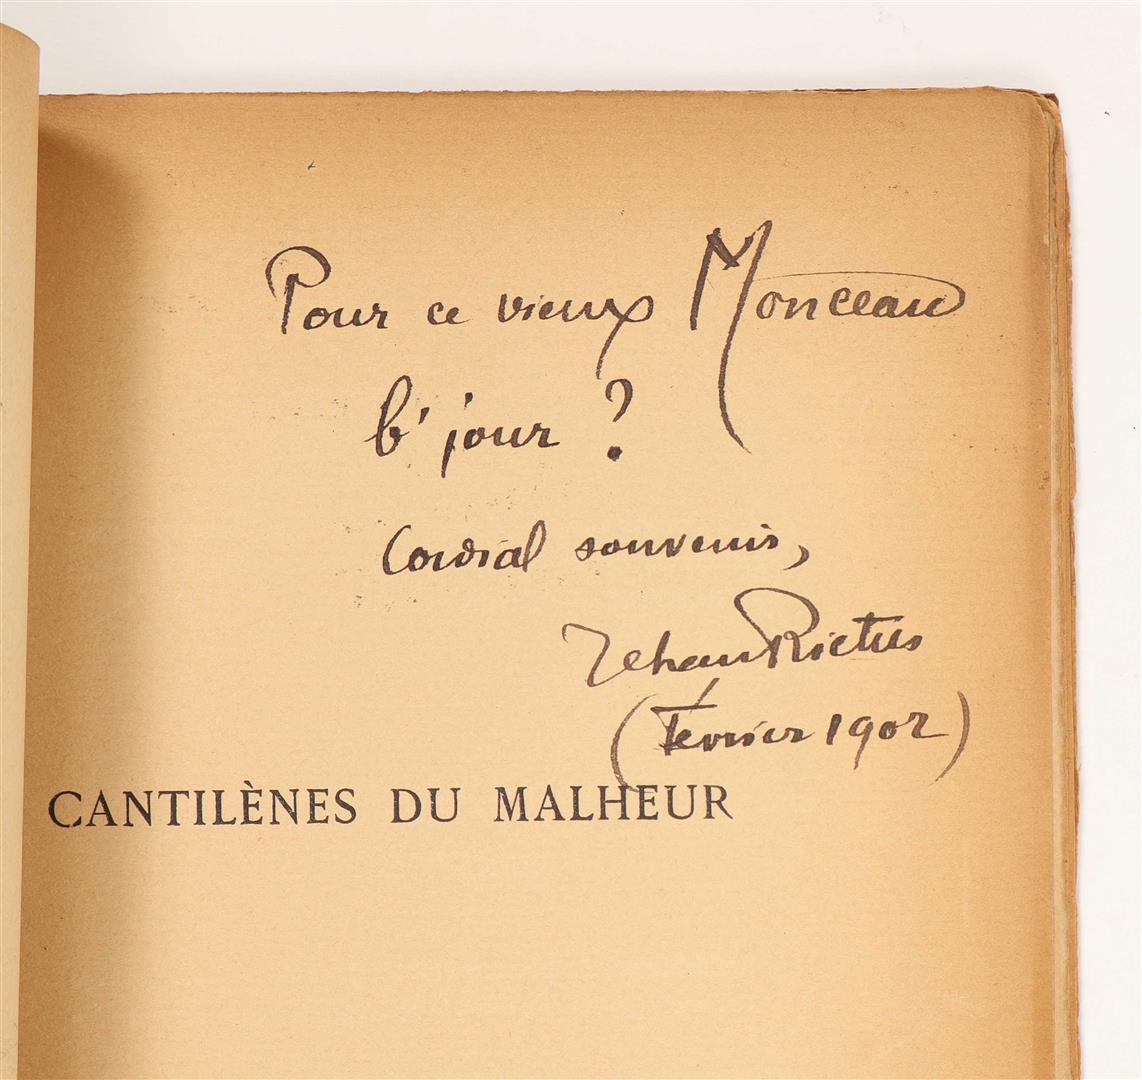 Pour ce vieux Monceau
b' jour ?
Cordial souvenir,
Jehan Rictus
(Février 1902)
CANTILÈNES DU MALHEUR